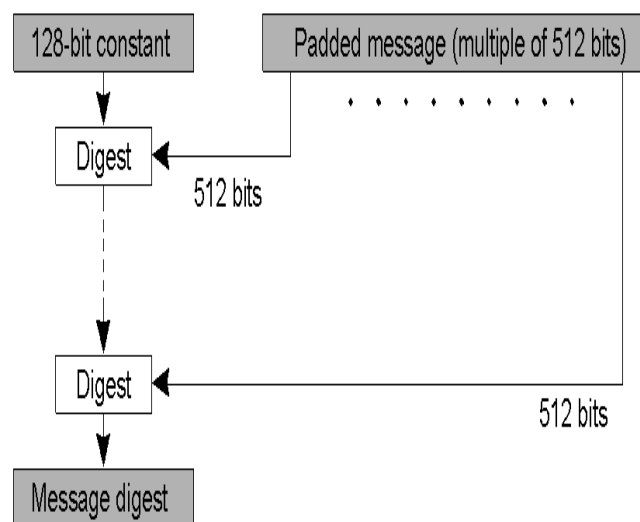 128-bit constant
Padded message (multiple of 512 bits)
Digest
512 bits
Digest
512 bits
Message digest